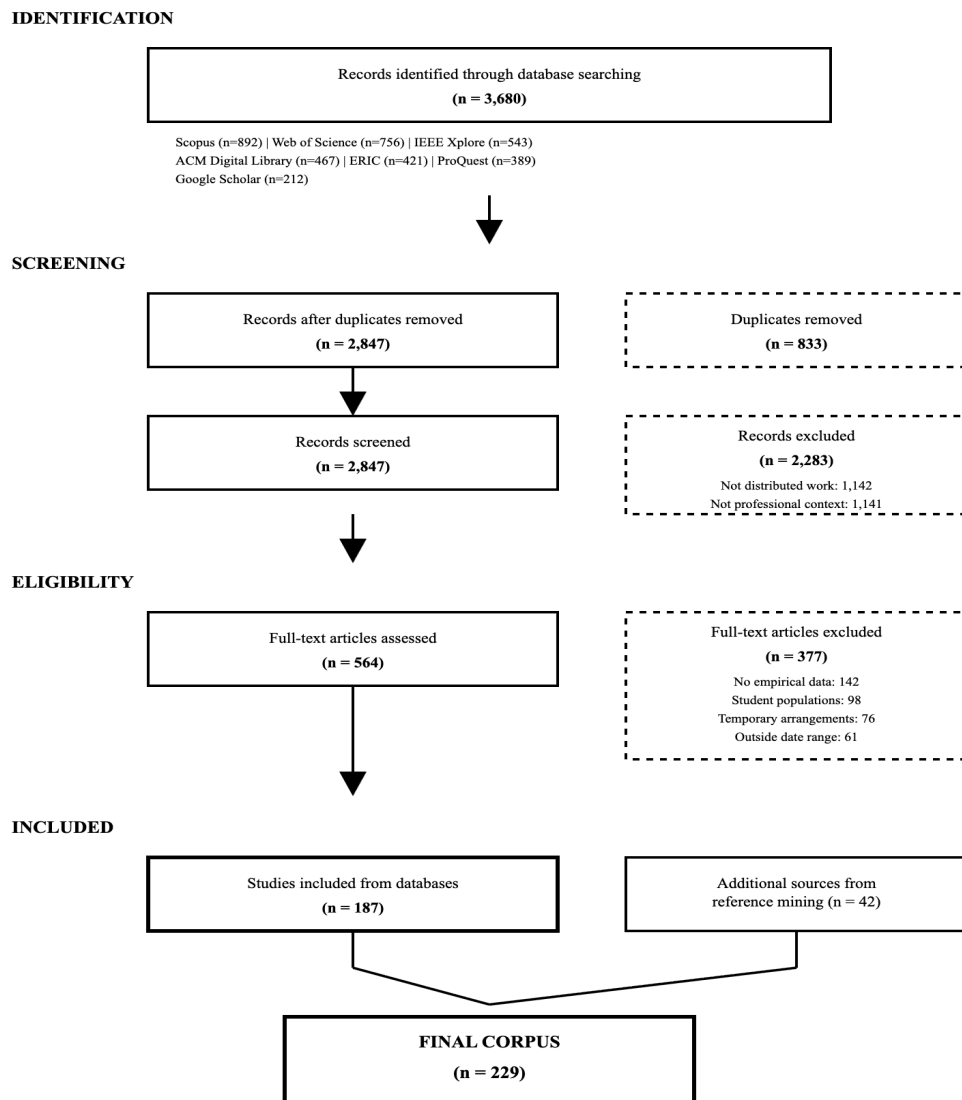 IDENTIFICATION
Records identified through database searching
(n = 3,680)
Scopus (n=892) | Web of Science (n=756) | IEEE Xplore (n=543)
ACM Digital Library (n=467) | ERIC (n=421) | ProQuest (n=389)
Google Scholar (n=212)
SCREENING
Records after duplicates removed
(n = 2,847)
Duplicates removed
(n = 833)
Records screened
(n = 2,847)
Records excluded
(n = 2,283)
Not distributed work: 1,142
Not professional context: 1,141
ELIGIBILITY
Full-text articles assessed
(n = 564)
Full-text articles excluded
(n = 377)
No empirical data: 142
Student populations: 98
Temporary arrangements: 76
Outside date range: 61
INCLUDED
Studies included from databases
(n = 187)
Additional sources from
reference mining (n = 42)
FINAL CORPUS
(n = 229)